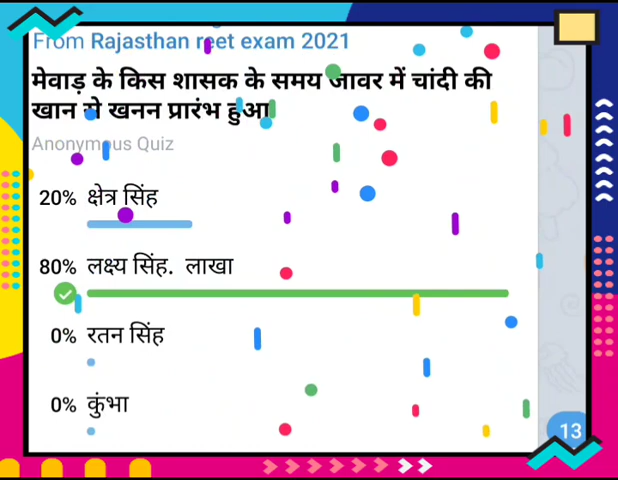 From Rajasthan reet exam 2021
मेवाड़ के किस शासक के समय जावर में चांदी की
खान से खनन प्रारंभ हुआ
Anonymous Quiz
20% क्षेत्र सिंह
80% लक्ष्य सिंह. लाखा
0% रतन सिंह
0% कुंभा
13